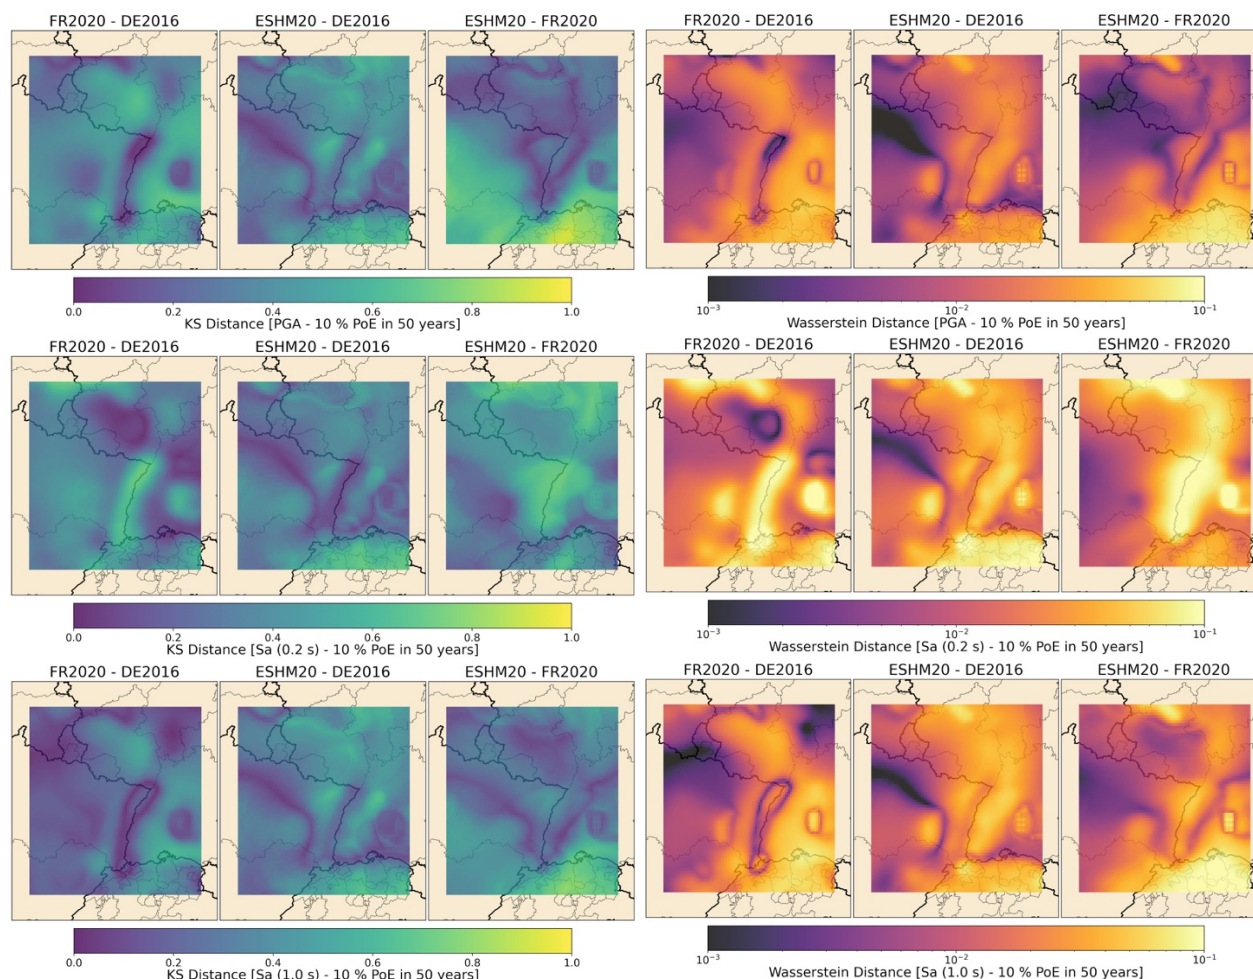 FR2020 - DE2016 ESHM20 - DE2016 ESHM20 - FR2020 FR2020 - DE2016 ESHM20 - DE2016 ESHM20 - FR2020
0.0 0.2 0.4 0.6 0.8 1.0 10⁻³ 10⁻² 10⁻¹
KS Distance [PGA - 10 % PoE in 50 years] Wasserstein Distance [PGA - 10 % PoE in 50 years]
FR2020 - DE2016 ESHM20 - DE2016 ESHM20 - FR2020 FR2020 - DE2016 ESHM20 - DE2016 ESHM20 - FR2020
0.0 0.2 0.4 0.6 0.8 1.0 10⁻³ 10⁻² 10⁻¹
KS Distance [Sa (0.2 s) - 10 % PoE in 50 years] Wasserstein Distance [Sa (0.2 s) - 10 % PoE in 50 years]
FR2020 - DE2016 ESHM20 - DE2016 ESHM20 - FR2020 FR2020 - DE2016 ESHM20 - DE2016 ESHM20 - FR2020
0.0 0.2 0.4 0.6 0.8 1.0 10⁻³ 10⁻² 10⁻¹
KS Distance [Sa (1.0 s) - 10 % PoE in 50 years] Wasserstein Distance [Sa (1.0 s) - 10 % PoE in 50 years]